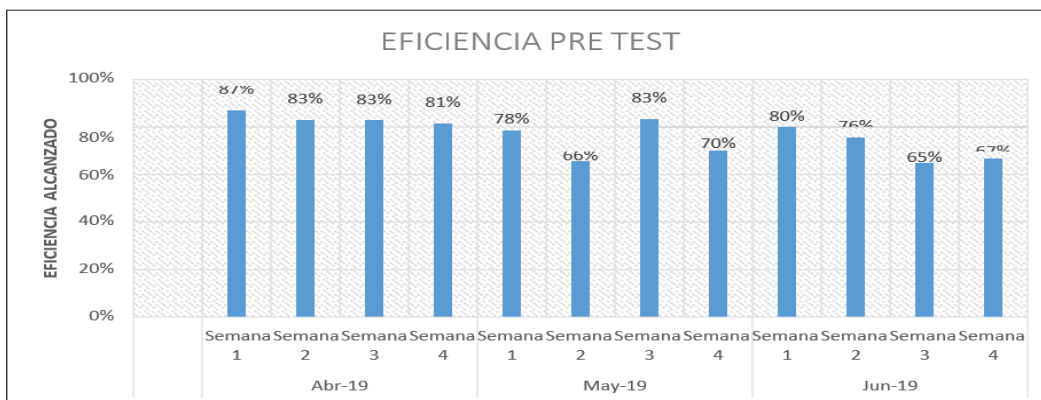 EFICIENCIA PRE TEST
EFICIENCIA ALCANZADO
100%
80%
60%
40%
20%
0%
87% 83% 83% 81% 78% 66% 83% 70% 80% 76% 65% 67%
Semana Semana Semana Semana Semana Semana Semana Semana Semana Semana Semana Semana
1 2 3 4 1 2 3 4 1 2 3 4
Abr-19 May-19 Jun-19